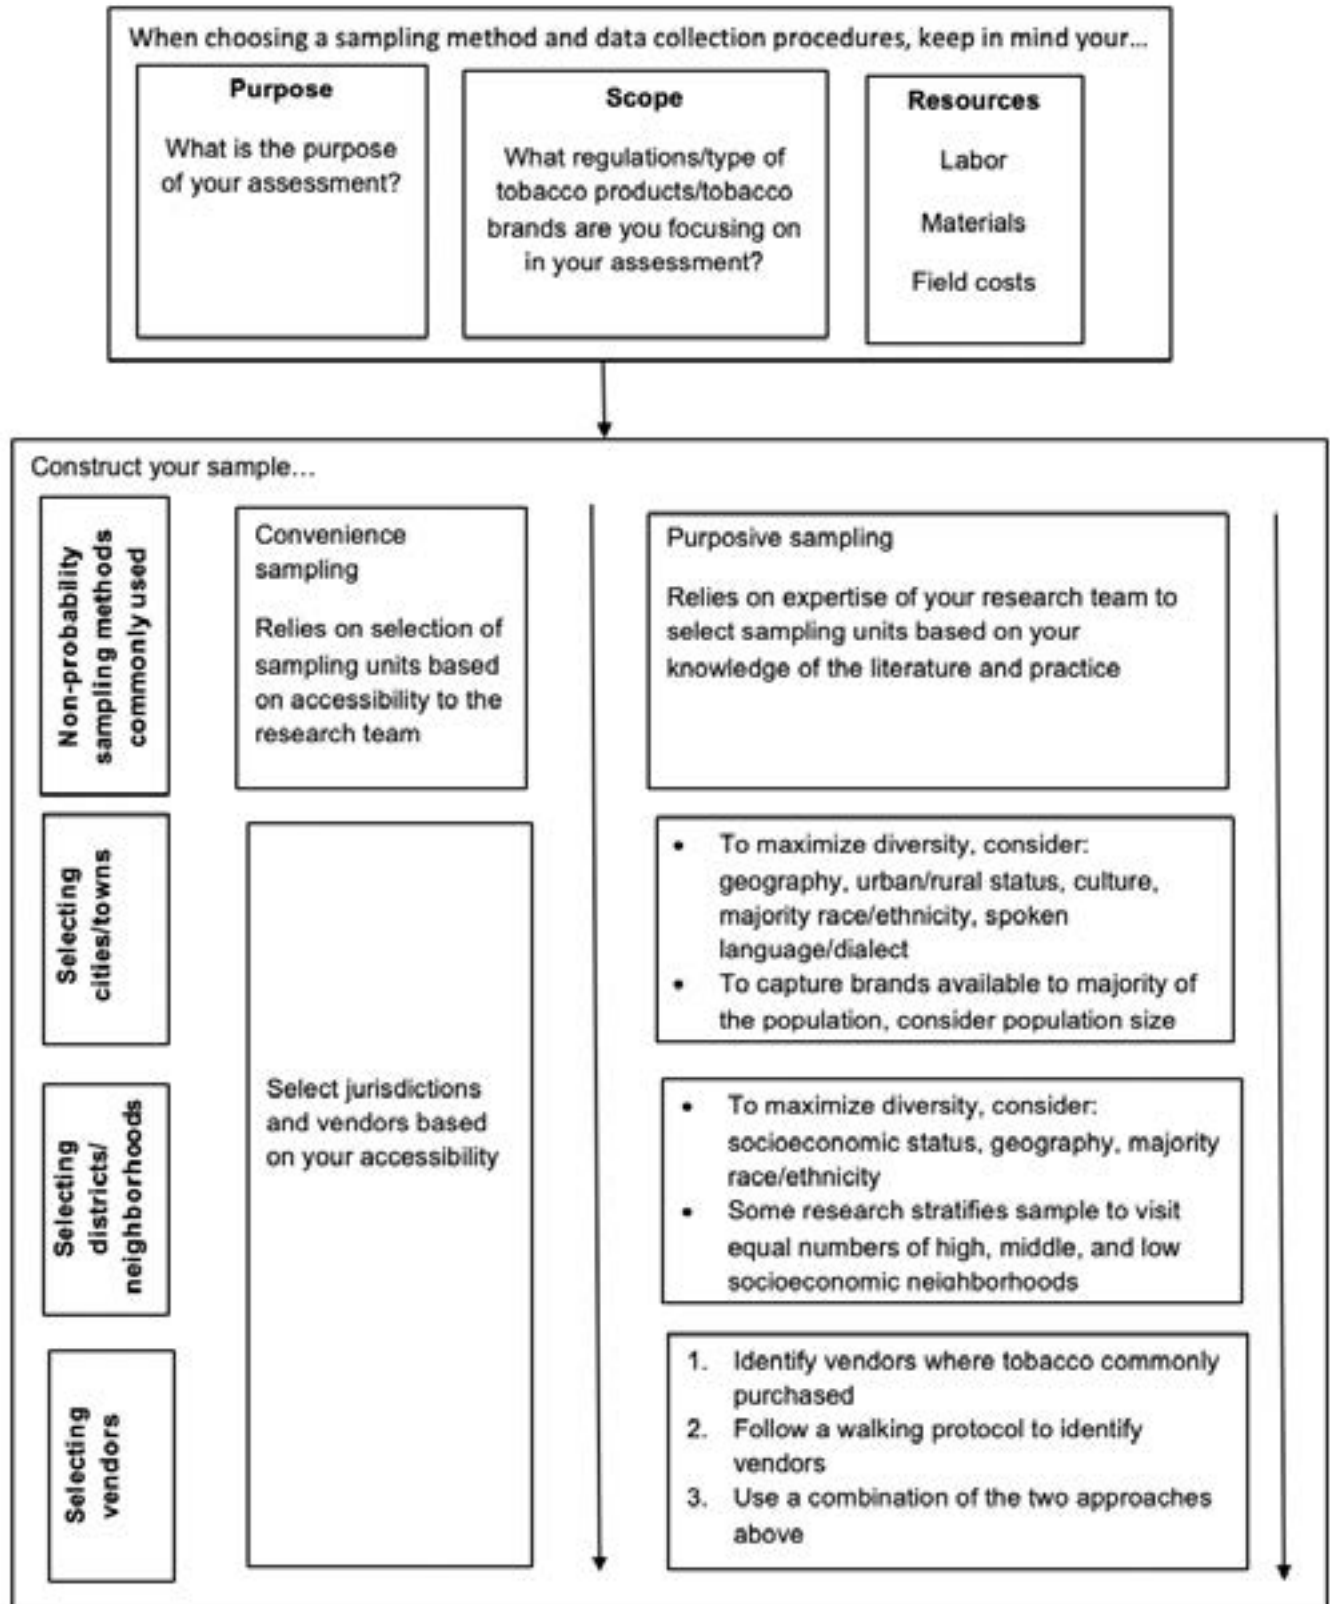 When choosing a sampling method and data collection procedures, keep in mind your...
Purpose
What is the purpose
of your assessment?
Scope
What regulations/type of
tobacco products/tobacco
brands are you focusing on
in your assessment?
Resources
Labor
Materials
Field costs
Construct your sample...
Non-probability
sampling methods
commonly used
Convenience
sampling
Relies on selection of
sampling units based
on accessibility to the
research team
Purposive sampling
Relies on expertise of your research team to
select sampling units based on your
knowledge of the literature and practice
Selecting
cities/towns
Select jurisdictions
and vendors based
on your accessibility
• To maximize diversity, consider:
geography, urban/rural status, culture,
majority race/ethnicity, spoken
language/dialect
• To capture brands available to majority of
the population, consider population size
Selecting
districts/
neighborhoods
• To maximize diversity, consider:
socioeconomic status, geography, majority
race/ethnicity
• Some research stratifies sample to visit
equal numbers of high, middle, and low
socioeconomic neighborhoods
Selecting
vendors
1. Identify vendors where tobacco commonly
purchased
2. Follow a walking protocol to identify
vendors
3. Use a combination of the two approaches
above